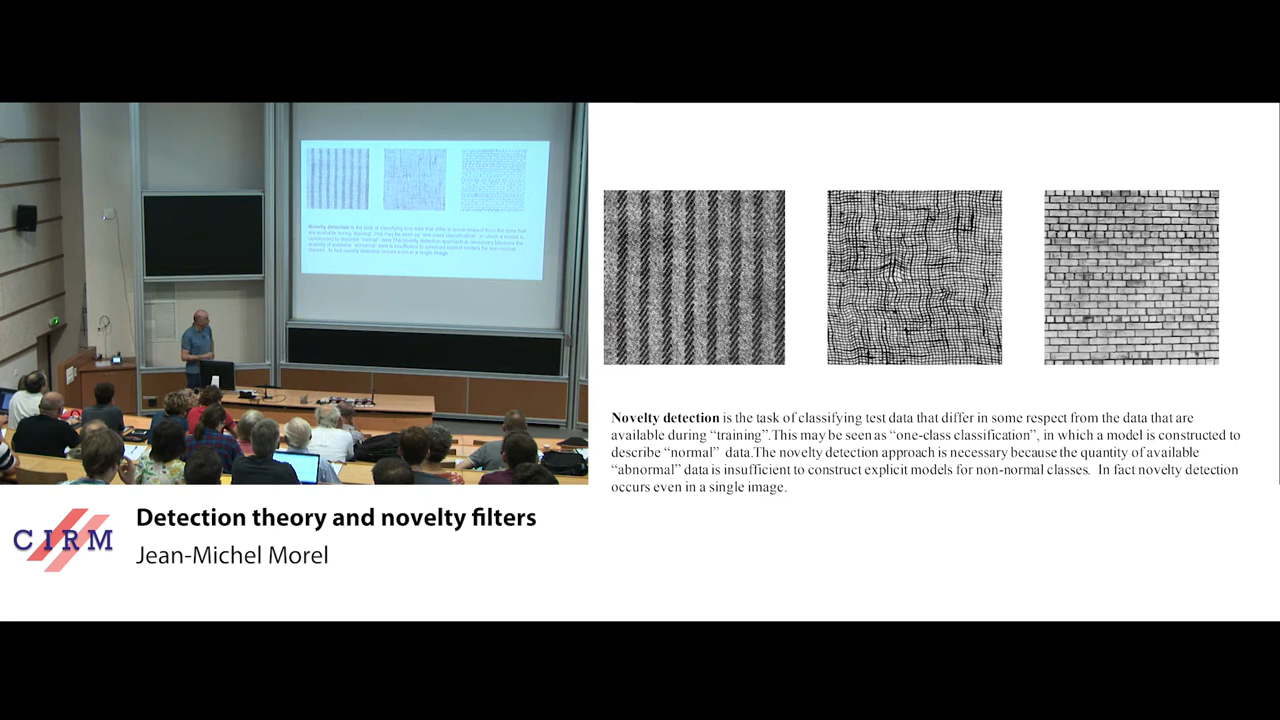 Novelty detection is the task of classifying test data that differ in some respect from the data that are
available during “training”.This may be seen as “one-class classification”, in which a model is constructed to
describe “normal”  data.The novelty detection approach is necessary because the quantity of available
“abnormal” data is insufficient to construct explicit models for non-normal classes.  In fact novelty detection
occurs even in a single image.
CIRM
Detection theory and novelty filters
Jean-Michel Morel